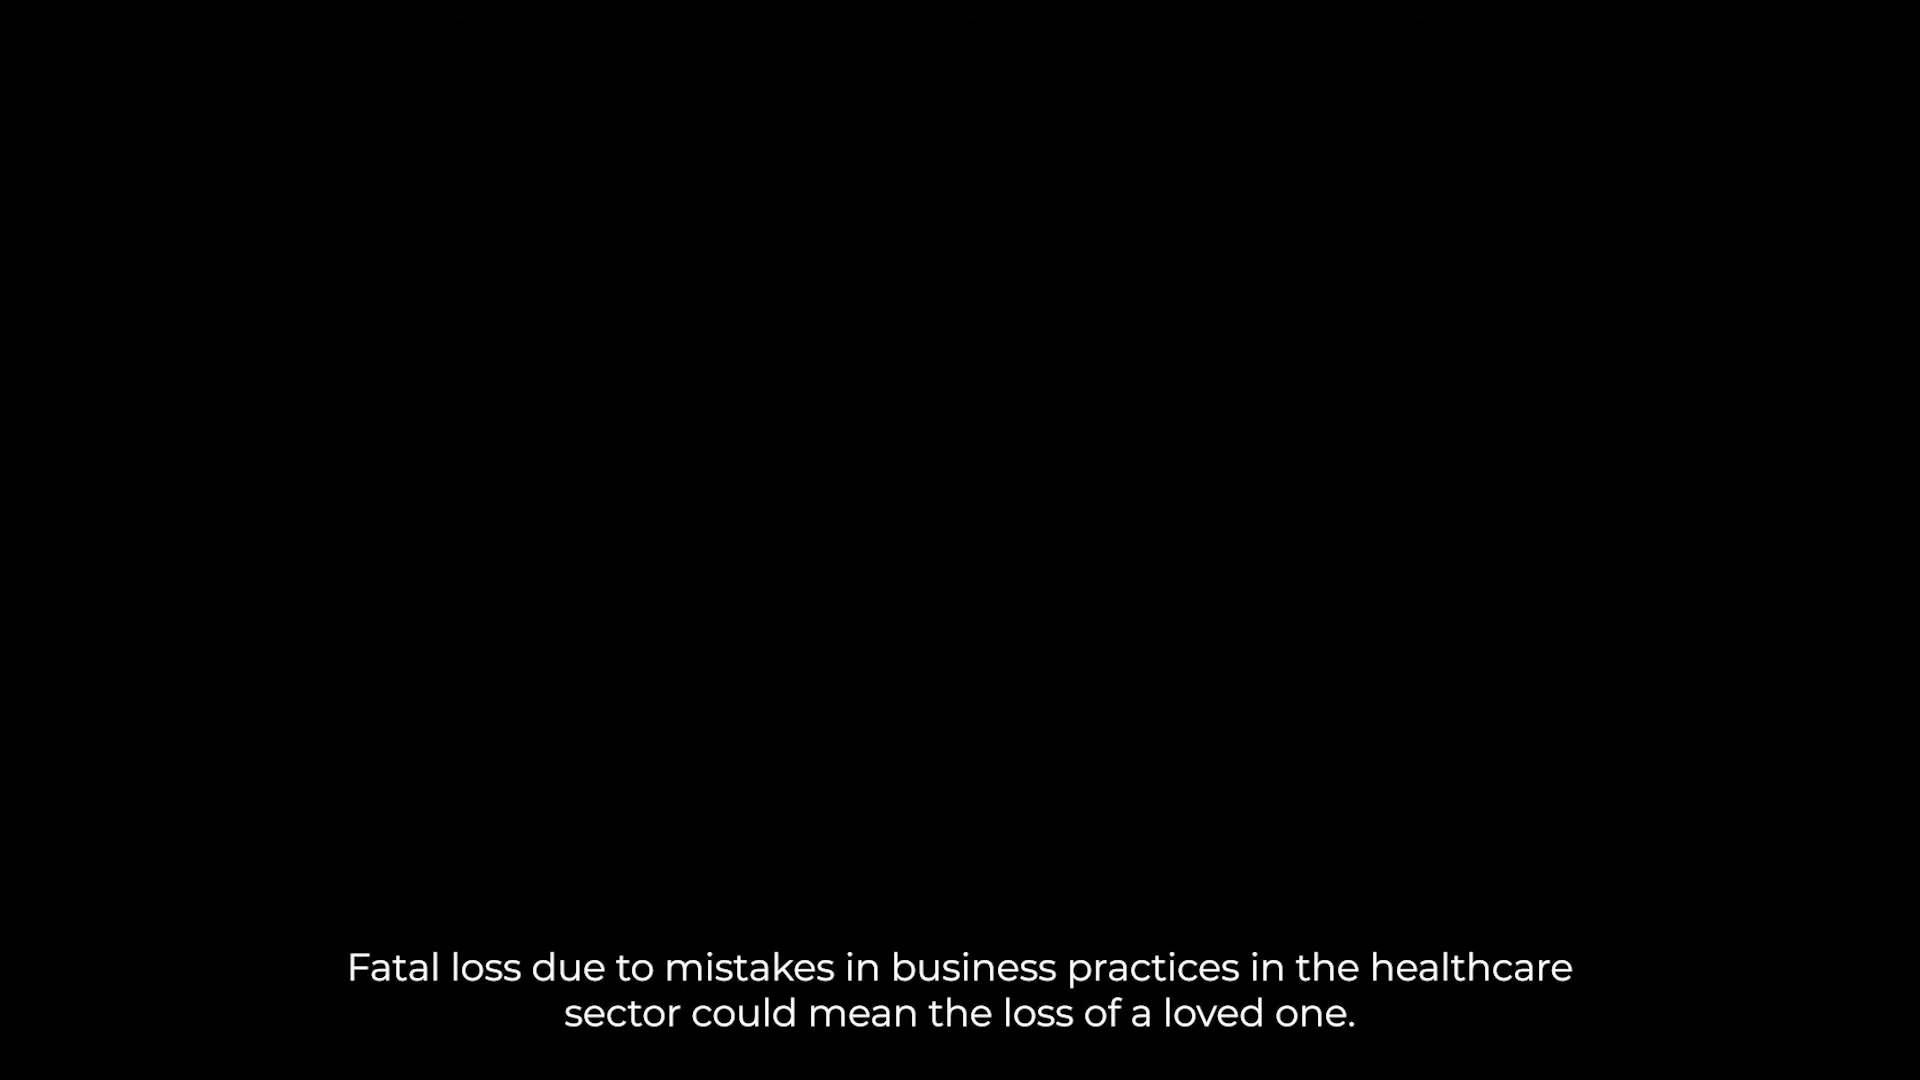 Fatal loss due to mistakes in business practices in the healthcare
sector could mean the loss of a loved one.